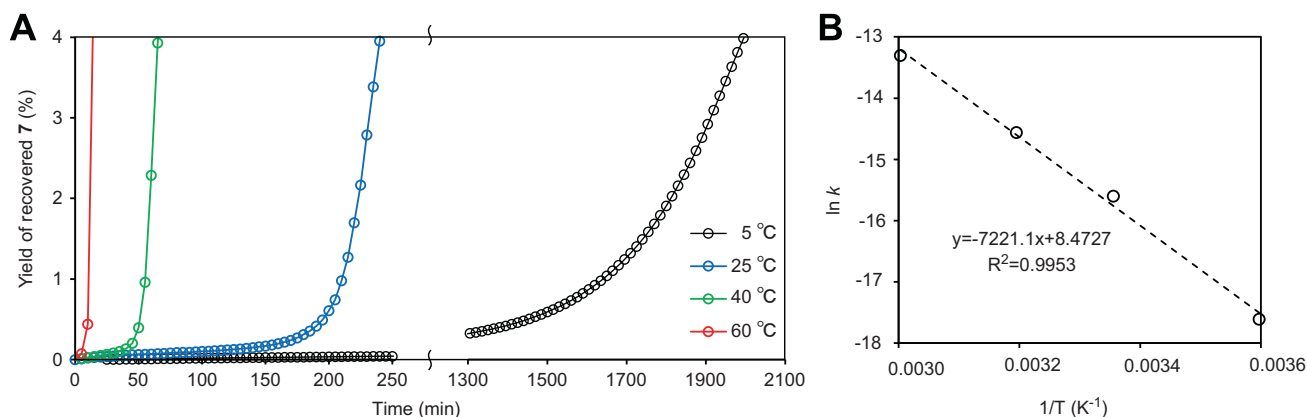 A
Yield of recovered 7 (%)
4
3
2
1
0
0
50
100
150
200
250
1300
1500
1700
1900
2100
Time (min)
5 °C
25 °C
40 °C
60 °C
B
ln k
-13
-14
-15
-16
-17
-18
y=-7221.1x+8.4727
R²=0.9953
0.0030
0.0032
0.0034
0.0036
1/T (K⁻¹)